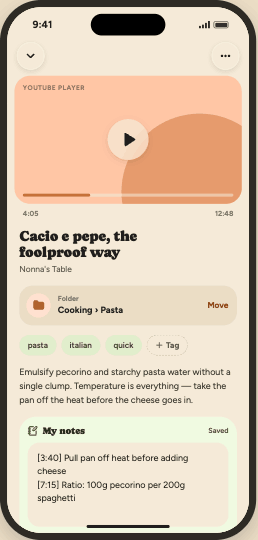 9:41
YOUTUBE PLAYER
4:05
12:48
Cacio e pepe, the
foolproof way
Nonna's Table
Folder
Cooking › Pasta
Move
pasta
italian
quick
+ Tag
Emulsify pecorino and starchy pasta water without a
single clump. Temperature is everything — take the
pan off the heat before the cheese goes in.
My notes
Saved
[3:40] Pull pan off heat before adding
cheese
[7:15] Ratio: 100g pecorino per 200g
spaghetti